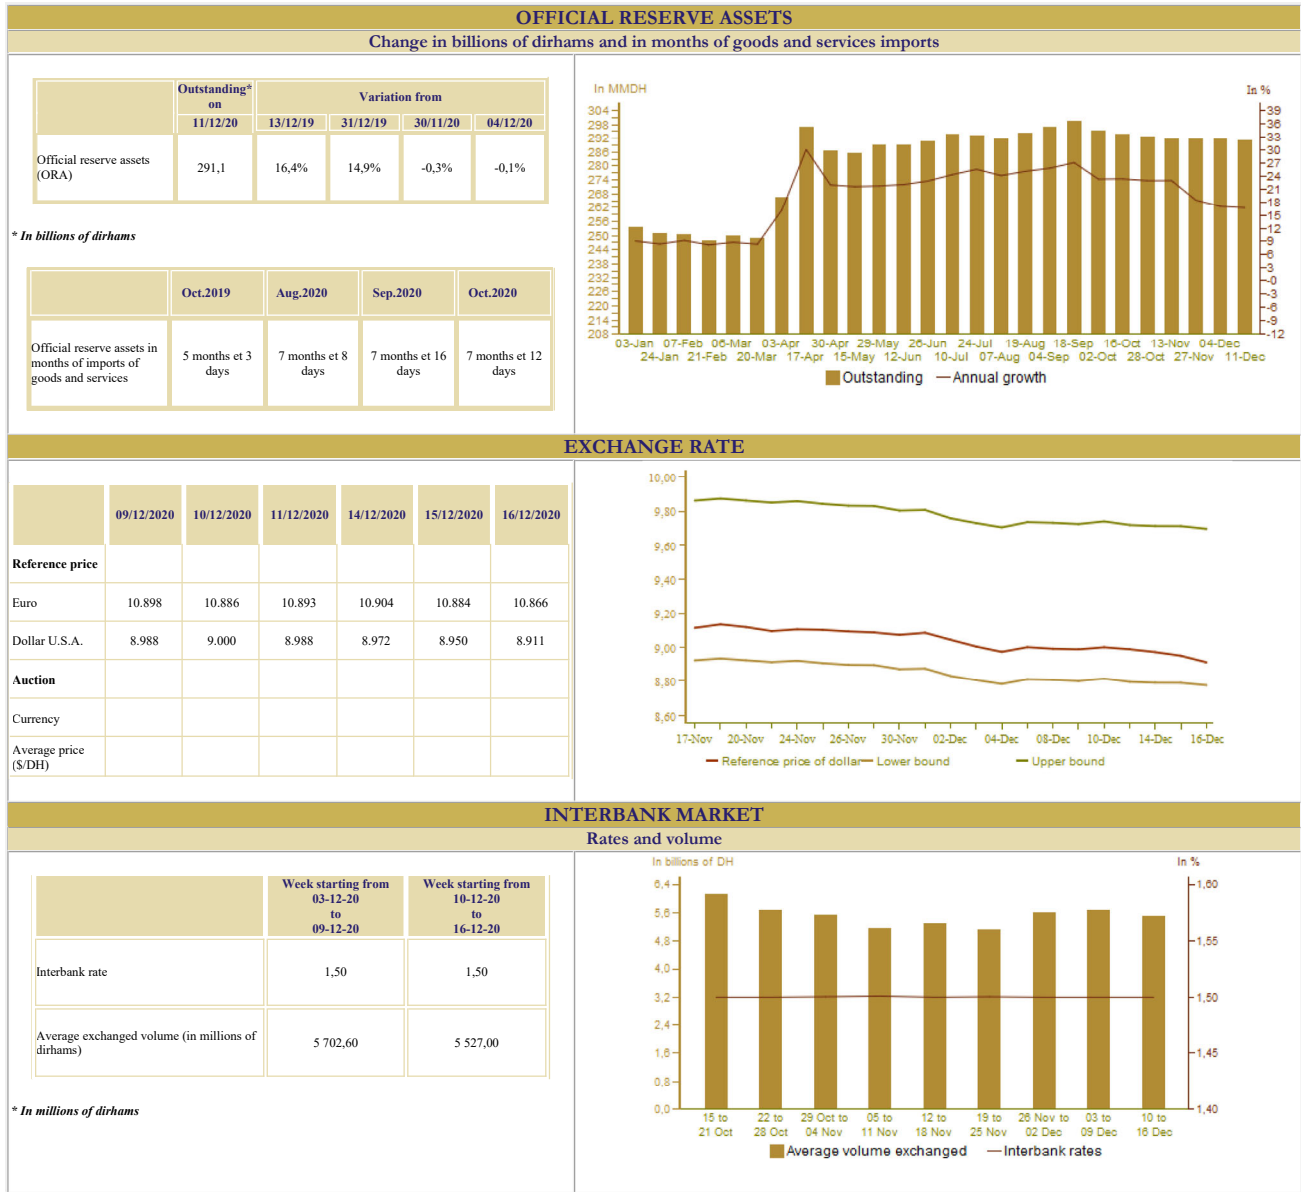 OFFICIAL RESERVE ASSETS
Change in billions of dirhams and in months of goods and services imports
Outstanding*
on
Variation from
11/12/20 13/12/19 31/12/19 30/11/20 04/12/20
Official reserve assets
(ORA)
291,1 16,4% 14,9% -0,3% -0,1%
* In billions of dirhams
Oct.2019 Aug.2020 Sep.2020 Oct.2020
Official reserve assets in
months of imports of
goods and services
5 months et 3
days
7 months et 8
days
7 months et 16
days
7 months et 12
days
In MMDH
In %
304
298
292
286
280
274
268
262
256
250
244
238
232
226
220
214
208
39
36
33
30
27
24
21
18
15
12
9
6
3
-0
-3
-6
-9
-12
03-Jan 07-Feb 06-Mar 03-Apr 30-Apr 29-May 26-Jun 24-Jul 19-Aug 18-Sep 16-Oct 13-Nov 04-Dec
24-Jan 21-Feb 20-Mar 17-Apr 15-May 12-Jun 10-Jul 07-Aug 04-Sep 02-Oct 28-Oct 27-Nov 11-Dec
Outstanding Annual growth
EXCHANGE RATE
09/12/2020 10/12/2020 11/12/2020 14/12/2020 15/12/2020 16/12/2020
Reference price
Euro 10.898 10.886 10.893 10.904 10.884 10.866
Dollar U.S.A. 8.988 9.000 8.988 8.972 8.950 8.911
Auction
Currency
Average price
($/DH)
10,00
9,80
9,60
9,40
9,20
9,00
8,80
8,60
17-Nov 20-Nov 24-Nov 26-Nov 30-Nov 02-Dec 04-Dec 08-Dec 10-Dec 14-Dec 16-Dec
Reference price of dollar Lower bound Upper bound
INTERBANK MARKET
Rates and volume
Week starting from
03-12-20
to
09-12-20
Week starting from
10-12-20
to
16-12-20
Interbank rate 1,50 1,50
Average exchanged volume (in millions of
dirhams)
5 702,60 5 527,00
* In millions of dirhams
In billions of DH
In %
6,4
5,6
4,8
4,0
3,2
2,4
1,6
0,8
0,0
1,60
1,55
1,50
1,45
1,40
15 to 22 to 29 Oct to 05 to 12 to 19 to 26 Nov to 03 to 10 to
21 Oct 28 Oct 04 Nov 11 Nov 18 Nov 25 Nov 02 Dec 09 Dec 16 Dec
Average volume exchanged Interbank rates